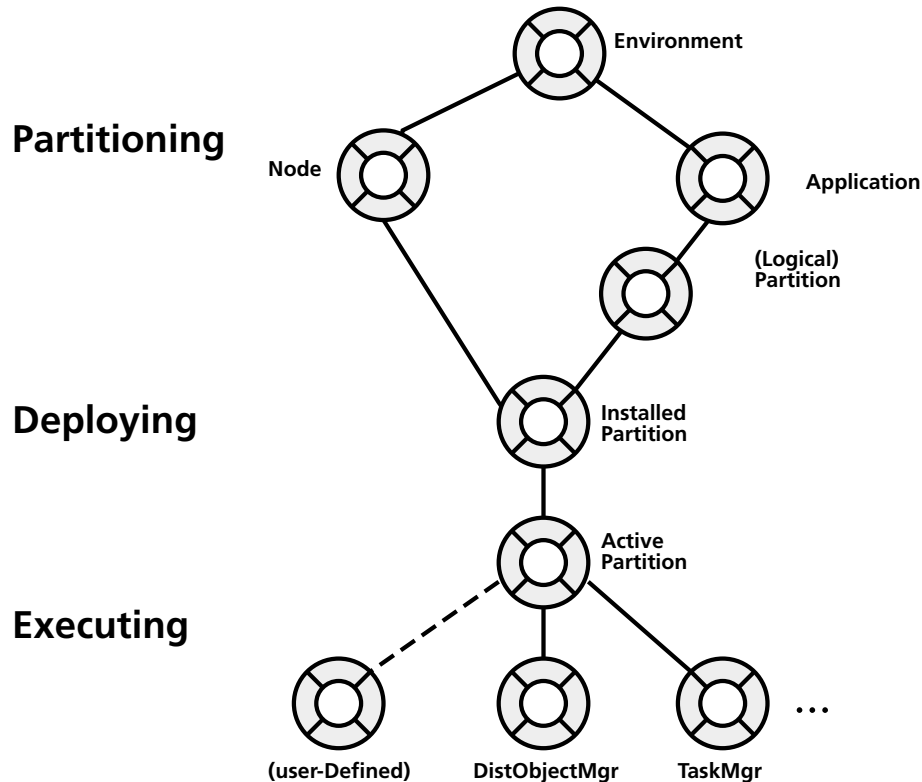 Environment
Partitioning
Node
Application
(Logical)
Partition
Deploying
Installed
Partition
Active
Partition
Executing
...
(user-Defined)
DistObjectMgr
TaskMgr